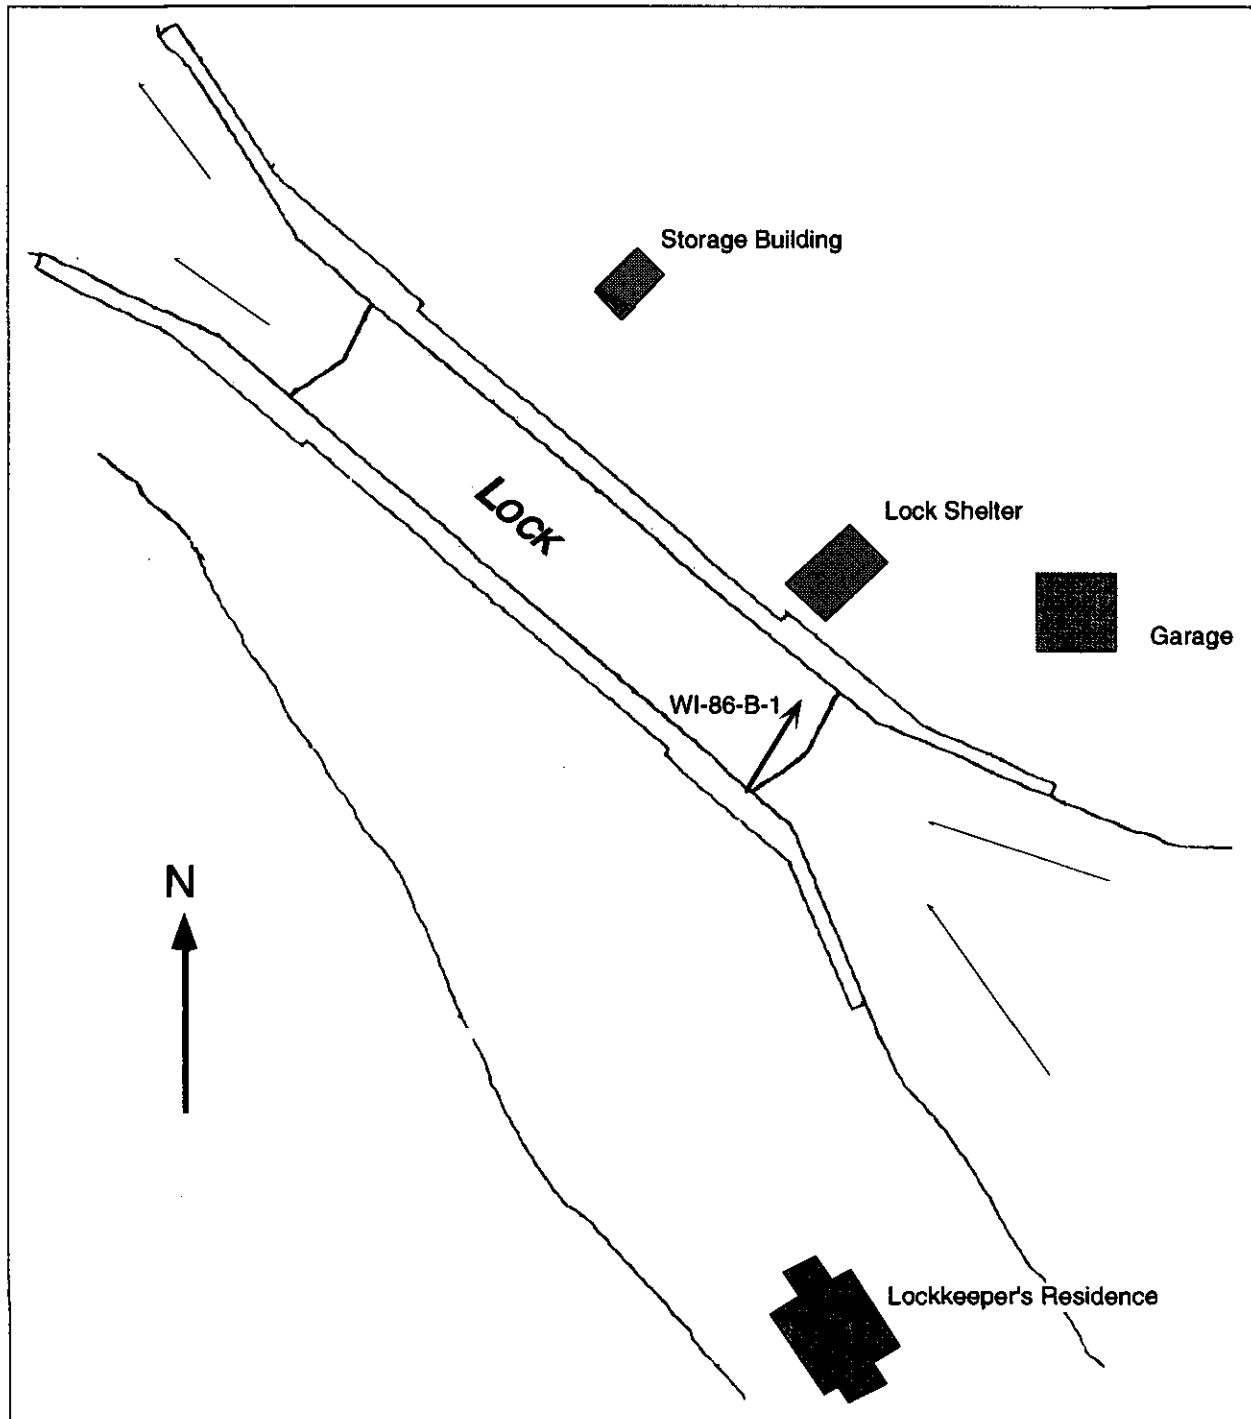 Storage Building
LOCK
Lock Shelter
Garage
WI-86-B-1
N
Lockkeeper's Residence